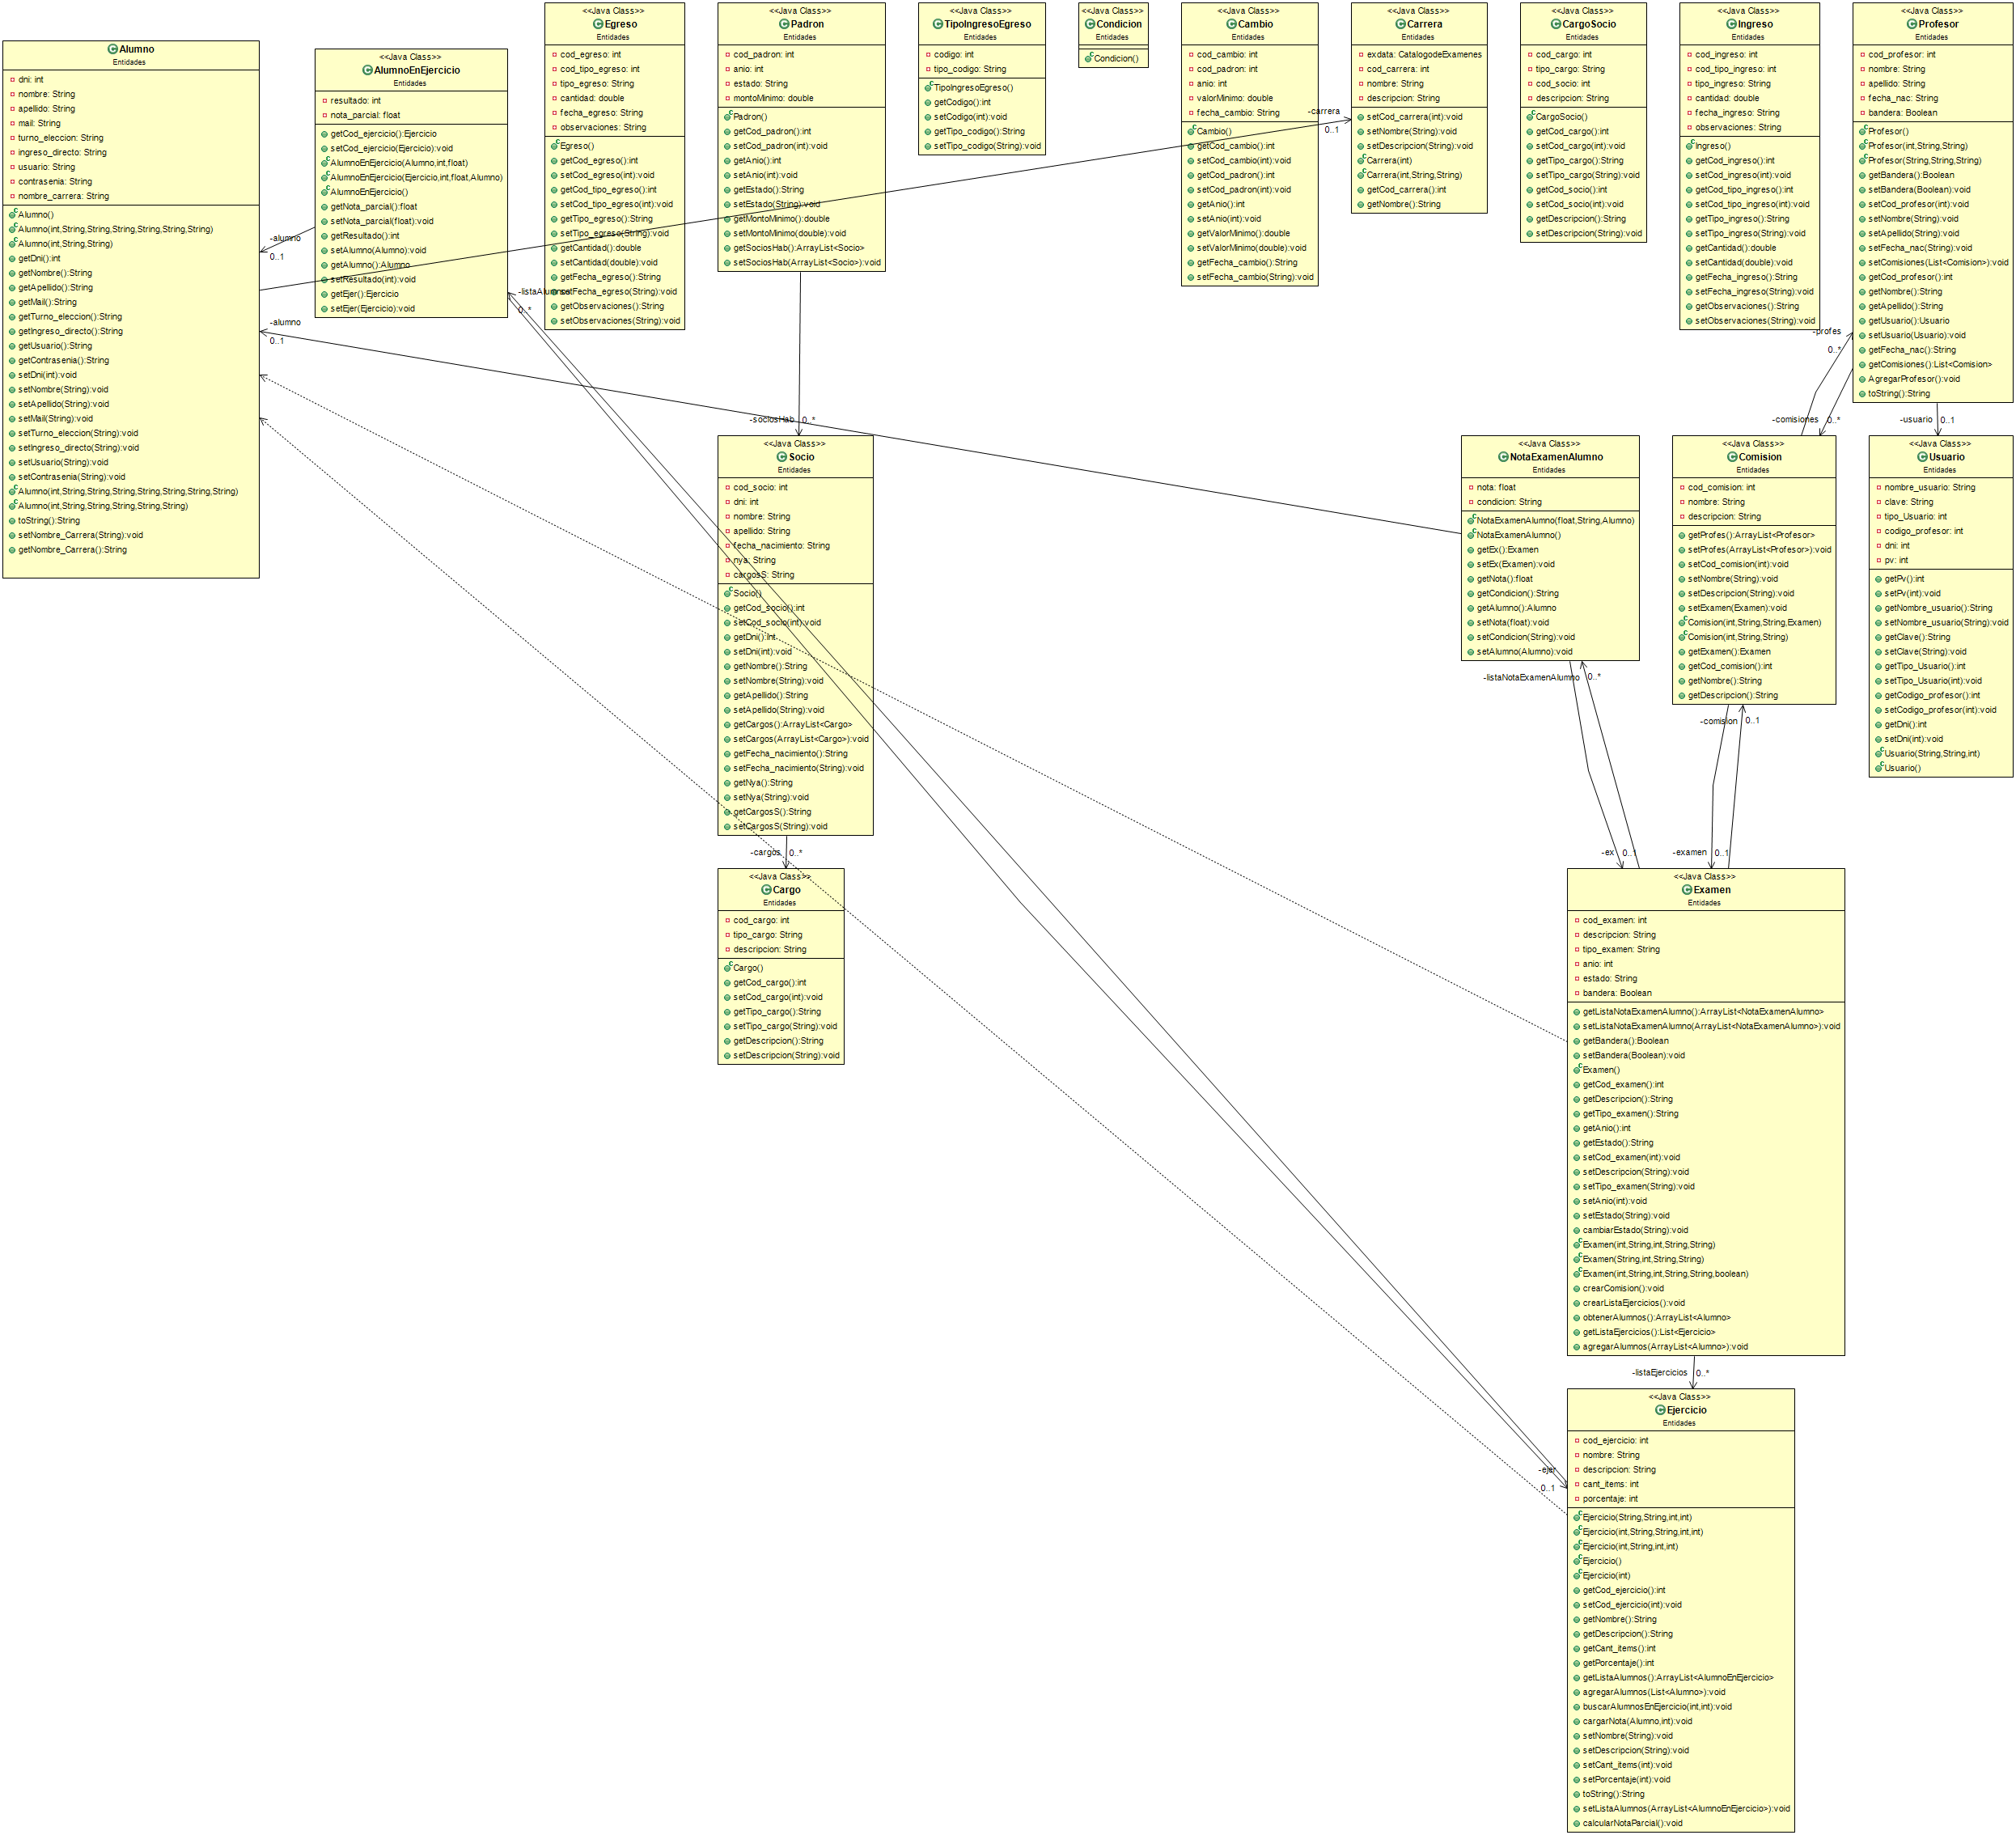 Alumno
Entidades
dni: int
nombre: String
apellido: String
mail: String
turno_eleccion: String
ingreso_directo: String
usuario: String
contrasenia: String
nombre_carrera: String
Alumno()
Alumno(int,String,String,String,String,String,String)
Alumno(int,String,String)
getDni():int
getNombre():String
getApellido():String
getMail():String
getTurno_eleccion():String
getIngreso_directo():String
getUsuario():String
getContrasenia():String
setDni(int):void
setNombre(String):void
setApellido(String):void
setMail(String):void
setTurno_eleccion(String):void
setIngreso_directo(String):void
setUsuario(String):void
setContrasenia(String):void
Alumno(int,String,String,String,String,String,String,String)
Alumno(int,String,String,String,String,String)
toString():String
setNombre_Carrera(String):void
getNombre_Carrera():String
-alumno
0..1
-alumno
0..1
<<Java Class>>
AlumnoEnEjercicio
Entidades
resultado: int
nota_parcial: float
getCod_ejercicio():Ejercicio
setCod_ejercicio(Ejercicio):void
AlumnoEnEjercicio(Alumno,int,float)
AlumnoEnEjercicio(Ejercicio,int,float,Alumno)
AlumnoEnEjercicio()
getNota_parcial():float
setNota_parcial(float):void
getResultado():int
setAlumno(Alumno):void
getAlumno():Alumno
setResultado(int):void
getEjer():Ejercicio
setEjer(Ejercicio):void
-listaAlumnos
0..*
<<Java Class>>
Egreso
Entidades
cod_egreso: int
cod_tipo_egreso: int
tipo_egreso: String
cantidad: double
fecha_egreso: String
observaciones: String
Egreso()
getCod_egreso():int
setCod_egreso(int):void
getCod_tipo_egreso():int
setCod_tipo_egreso(int):void
getTipo_egreso():String
setTipo_egreso(String):void
getCantidad():double
setCantidad(double):void
getFecha_egreso():String
setFecha_egreso(String):void
getObservaciones():String
setObservaciones(String):void
<<Java Class>>
Padron
Entidades
cod_padron: int
anio: int
estado: String
montoMinimo: double
Padron()
getCod_padron():int
setCod_padron(int):void
getAnio():int
setAnio(int):void
getEstado():String
setEstado(String):void
getMontoMinimo():double
setMontoMinimo(double):void
getSociosHab():ArrayList<Socio>
setSociosHab(ArrayList<Socio>):void
-sociosHab
0..*
<<Java Class>>
TipoIngresoEgreso
Entidades
codigo: int
tipo_codigo: String
TipoIngresoEgreso()
getCodigo():int
setCodigo(int):void
getTipo_codigo():String
setTipo_codigo(String):void
<<Java Class>>
Condicion
Entidades
Condicion()
<<Java Class>>
Cambio
Entidades
cod_cambio: int
cod_padron: int
anio: int
valorMinimo: double
fecha_cambio: String
Cambio()
getCod_cambio():int
setCod_cambio(int):void
getCod_padron():int
setCod_padron(int):void
getAnio():int
setAnio(int):void
getValorMinimo():double
setValorMinimo(double):void
getFecha_cambio():String
setFecha_cambio(String):void
-carrera
0..1
<<Java Class>>
Carrera
Entidades
exdata: CatalogodeExamenes
cod_carrera: int
nombre: String
descripcion: String
setCod_carrera(int):void
setNombre(String):void
setDescripcion(String):void
Carrera(int)
Carrera(int,String,String)
getCod_carrera():int
getNombre():String
<<Java Class>>
CargoSocio
Entidades
cod_cargo: int
tipo_cargo: String
cod_socio: int
descripcion: String
CargoSocio()
getCod_cargo():int
setCod_cargo(int):void
getTipo_cargo():String
setTipo_cargo(String):void
getCod_socio():int
setCod_socio(int):void
getDescripcion():String
setDescripcion(String):void
<<Java Class>>
Ingreso
Entidades
cod_ingreso: int
cod_tipo_ingreso: int
tipo_ingreso: String
cantidad: double
fecha_ingreso: String
observaciones: String
Ingreso()
getCod_ingreso():int
setCod_ingreso(int):void
getCod_tipo_ingreso():int
setCod_tipo_ingreso(int):void
getTipo_ingreso():String
setTipo_ingreso(String):void
getCantidad():double
setCantidad(double):void
getFecha_ingreso():String
setFecha_ingreso(String):void
getObservaciones():String
setObservaciones(String):void
<<Java Class>>
Profesor
Entidades
cod_profesor: int
nombre: String
apellido: String
fecha_nac: String
bandera: Boolean
Profesor()
Profesor(int,String,String)
Profesor(String,String,String)
getBandera():Boolean
setBandera(Boolean):void
setCod_profesor(int):void
setNombre(String):void
setApellido(String):void
setFecha_nac(String):void
setComisiones(List<Comision>):void
getCod_profesor():int
getNombre():String
getApellido():String
getUsuario():Usuario
setUsuario(Usuario):void
getFecha_nac():String
getComisiones():List<Comision>
AgregarProfesor():void
toString():String
-profes
0..*
-comisiones
0..*
-usuario
0..1
<<Java Class>>
Socio
Entidades
cod_socio: int
dni: int
nombre: String
apellido: String
fecha_nacimiento: String
nya: String
cargosS: String
Socio()
getCod_socio():int
setCod_socio(int):void
getDni():int
setDni(int):void
getNombre():String
setNombre(String):void
getApellido():String
setApellido(String):void
getCargos():ArrayList<Cargo>
setCargos(ArrayList<Cargo>):void
getFecha_nacimiento():String
setFecha_nacimiento(String):void
getNya():String
setNya(String):void
getCargosS():String
setCargosS(String):void
-cargos
0..*
<<Java Class>>
NotaExamenAlumno
Entidades
nota: float
condicion: String
NotaExamenAlumno(float,String,Alumno)
NotaExamenAlumno()
getEx():Examen
setEx(Examen):void
getNota():float
getCondicion():String
getAlumno():Alumno
setNota(float):void
setCondicion(String):void
setAlumno(Alumno):void
-listaNotaExamenAlumno
0..*
<<Java Class>>
Comision
Entidades
cod_comision: int
nombre: String
descripcion: String
getProfes():ArrayList<Profesor>
setProfes(ArrayList<Profesor>):void
setCod_comision(int):void
setNombre(String):void
setDescripcion(String):void
setExamen(Examen):void
Comision(int,String,String,Examen)
Comision(int,String,String)
getExamen():Examen
getCod_comision():int
getNombre():String
getDescripcion():String
-comision
0..1
<<Java Class>>
Usuario
Entidades
nombre_usuario: String
clave: String
tipo_Usuario: int
codigo_profesor: int
dni: int
pv: int
getPv():int
setPv(int):void
getNombre_usuario():String
setNombre_usuario(String):void
getClave():String
setClave(String):void
getTipo_Usuario():int
setTipo_Usuario(int):void
getCodigo_profesor():int
setCodigo_profesor(int):void
getDni():int
setDni(int):void
Usuario(String,String,int)
Usuario()
<<Java Class>>
Cargo
Entidades
cod_cargo: int
tipo_cargo: String
descripcion: String
Cargo()
getCod_cargo():int
setCod_cargo(int):void
getTipo_cargo():String
setTipo_cargo(String):void
getDescripcion():String
setDescripcion(String):void
-ex
0..1
-examen
0..1
<<Java Class>>
Examen
Entidades
cod_examen: int
descripcion: String
tipo_examen: String
anio: int
estado: String
bandera: Boolean
getListaNotaExamenAlumno():ArrayList<NotaExamenAlumno>
setListaNotaExamenAlumno(ArrayList<NotaExamenAlumno>):void
getBandera():Boolean
setBandera(Boolean):void
Examen()
getCod_examen():int
getDescripcion():String
getTipo_examen():String
getAnio():int
getEstado():String
setCod_examen(int):void
setDescripcion(String):void
setTipo_examen(String):void
setAnio(int):void
setEstado(String):void
cambiarEstado(String):void
Examen(int,String,int,String,String)
Examen(String,int,String,String)
Examen(int,String,int,String,String,boolean)
crearComision():void
crearListaEjercicios():void
obtenerAlumnos():ArrayList<Alumno>
getListaEjercicios():List<Ejercicio>
agregarAlumnos(ArrayList<Alumno>):void
-listaEjercicios
0..*
-ejer
0..1
<<Java Class>>
Ejercicio
Entidades
cod_ejercicio: int
nombre: String
descripcion: String
cant_items: int
porcentaje: int
Ejercicio(String,String,int,int)
Ejercicio(int,String,String,int,int)
Ejercicio(int,String,int,int)
Ejercicio()
Ejercicio(int)
getCod_ejercicio():int
setCod_ejercicio(int):void
getNombre():String
getDescripcion():String
getCant_items():int
getPorcentaje():int
getListaAlumnos():ArrayList<AlumnoEnEjercicio>
agregarAlumnos(List<Alumno>):void
buscarAlumnosEnEjercicio(int,int):void
cargarNota(Alumno,int):void
setNombre(String):void
setDescripcion(String):void
setCant_items(int):void
setPorcentaje(int):void
toString():String
setListaAlumnos(ArrayList<AlumnoEnEjercicio>):void
calcularNotaParcial():void